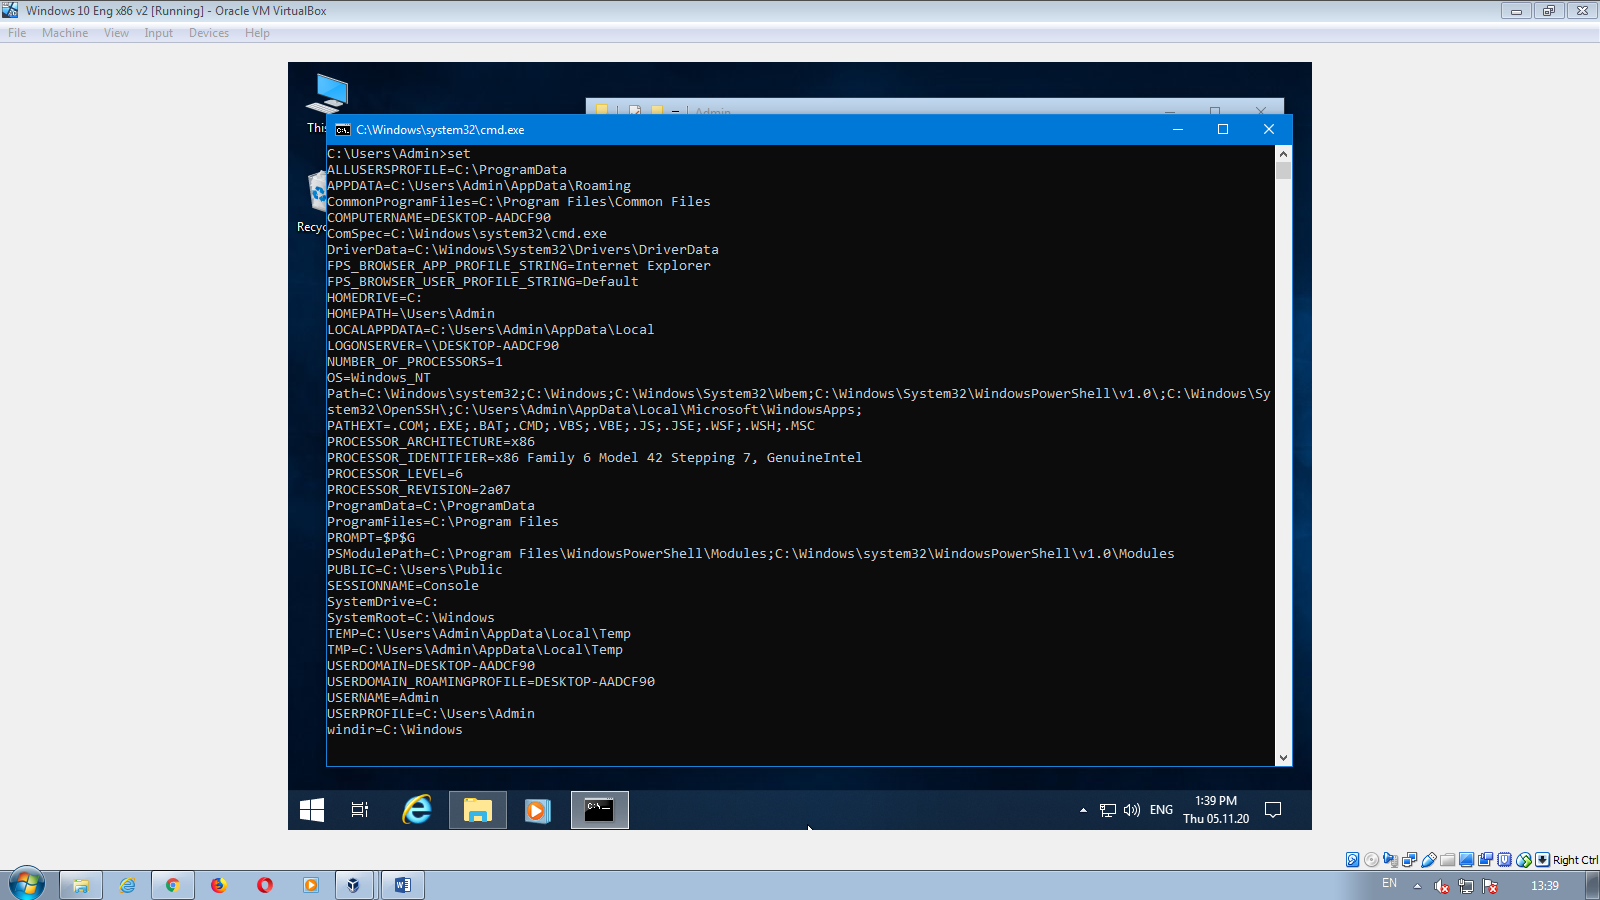 Windows 10 Eng x86 v2 [Running] - Oracle VM VirtualBox
File Machine View Input Devices Help
Admin
C:\Windows\system32\cmd.exe
C:\Users\Admin>set
ALLUSERSPROFILE=C:\ProgramData
APPDATA=C:\Users\Admin\AppData\Roaming
CommonProgramFiles=C:\Program Files\Common Files
COMPUTERNAME=DESKTOP-AADCF90
ComSpec=C:\Windows\system32\cmd.exe
DriverData=C:\Windows\System32\Drivers\DriverData
FPS_BROWSER_APP_PROFILE_STRING=Internet Explorer
FPS_BROWSER_USER_PROFILE_STRING=Default
HOMEDRIVE=C:
HOMEPATH=\Users\Admin
LOCALAPPDATA=C:\Users\Admin\AppData\Local
LOGONSERVER=\\DESKTOP-AADCF90
NUMBER_OF_PROCESSORS=1
OS=Windows_NT
Path=C:\Windows\system32;C:\Windows;C:\Windows\System32\Wbem;C:\Windows\System32\WindowsPowerShell\v1.0\;C:\Windows\Sy
stem32\OpenSSH\;C:\Users\Admin\AppData\Local\Microsoft\WindowsApps;
PATHEXT=.COM;.EXE;.BAT;.CMD;.VBS;.VBE;.JS;.JSE;.WSF;.WSH;.MSC
PROCESSOR_ARCHITECTURE=x86
PROCESSOR_IDENTIFIER=x86 Family 6 Model 42 Stepping 7, GenuineIntel
PROCESSOR_LEVEL=6
PROCESSOR_REVISION=2a07
ProgramData=C:\ProgramData
ProgramFiles=C:\Program Files
PROMPT=$P$G
PSModulePath=C:\Program Files\WindowsPowerShell\Modules;C:\Windows\system32\WindowsPowerShell\v1.0\Modules
PUBLIC=C:\Users\Public
SESSIONNAME=Console
SystemDrive=C:
SystemRoot=C:\Windows
TEMP=C:\Users\Admin\AppData\Local\Temp
TMP=C:\Users\Admin\AppData\Local\Temp
USERDOMAIN=DESKTOP-AADCF90
USERDOMAIN_ROAMINGPROFILE=DESKTOP-AADCF90
USERNAME=Admin
USERPROFILE=C:\Users\Admin
windir=C:\Windows
ENG
1:39 PM
Thu 05.11.20
Right Ctrl
EN
13:39